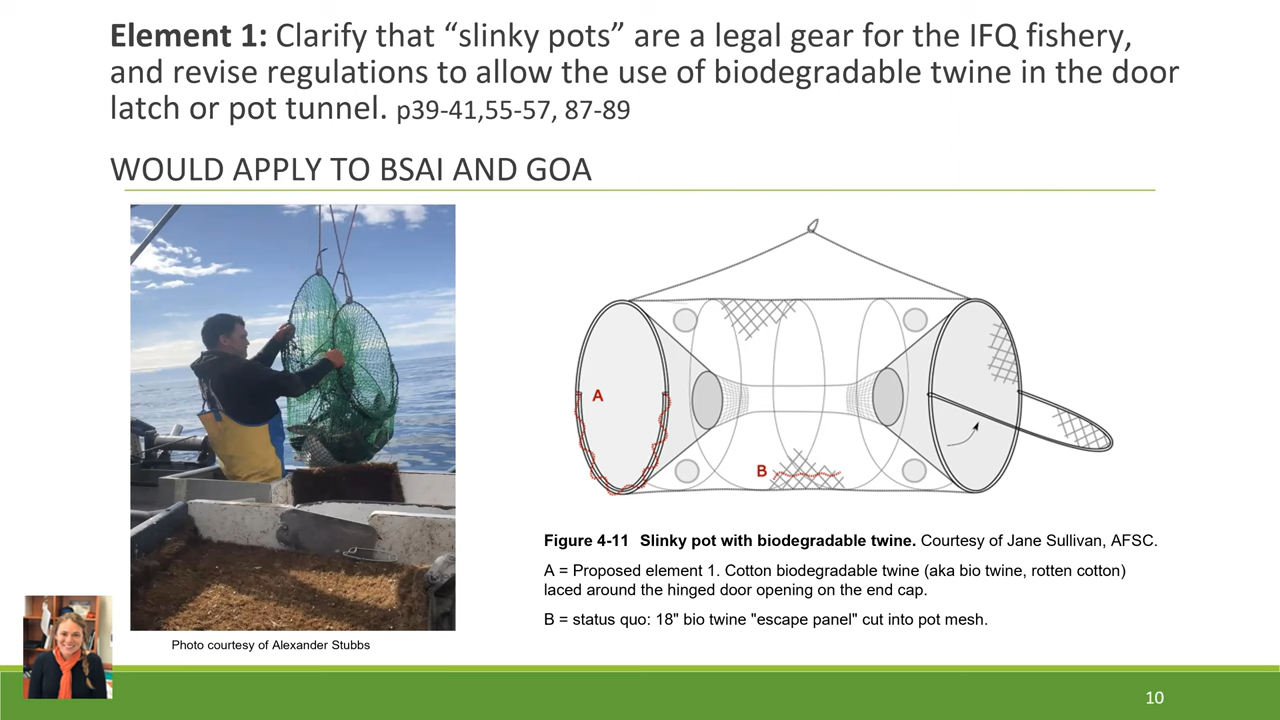 Element 1: Clarify that “slinky pots” are a legal gear for the IFQ fishery,
and revise regulations to allow the use of biodegradable twine in the door
latch or pot tunnel. p39-41,55-57, 87-89
WOULD APPLY TO BSAI AND GOA
A
B
Figure 4-11 Slinky pot with biodegradable twine. Courtesy of Jane Sullivan, AFSC.
A = Proposed element 1. Cotton biodegradable twine (aka bio twine, rotten cotton)
laced around the hinged door opening on the end cap.
B = status quo: 18" bio twine "escape panel" cut into pot mesh.
Photo courtesy of Alexander Stubbs
10